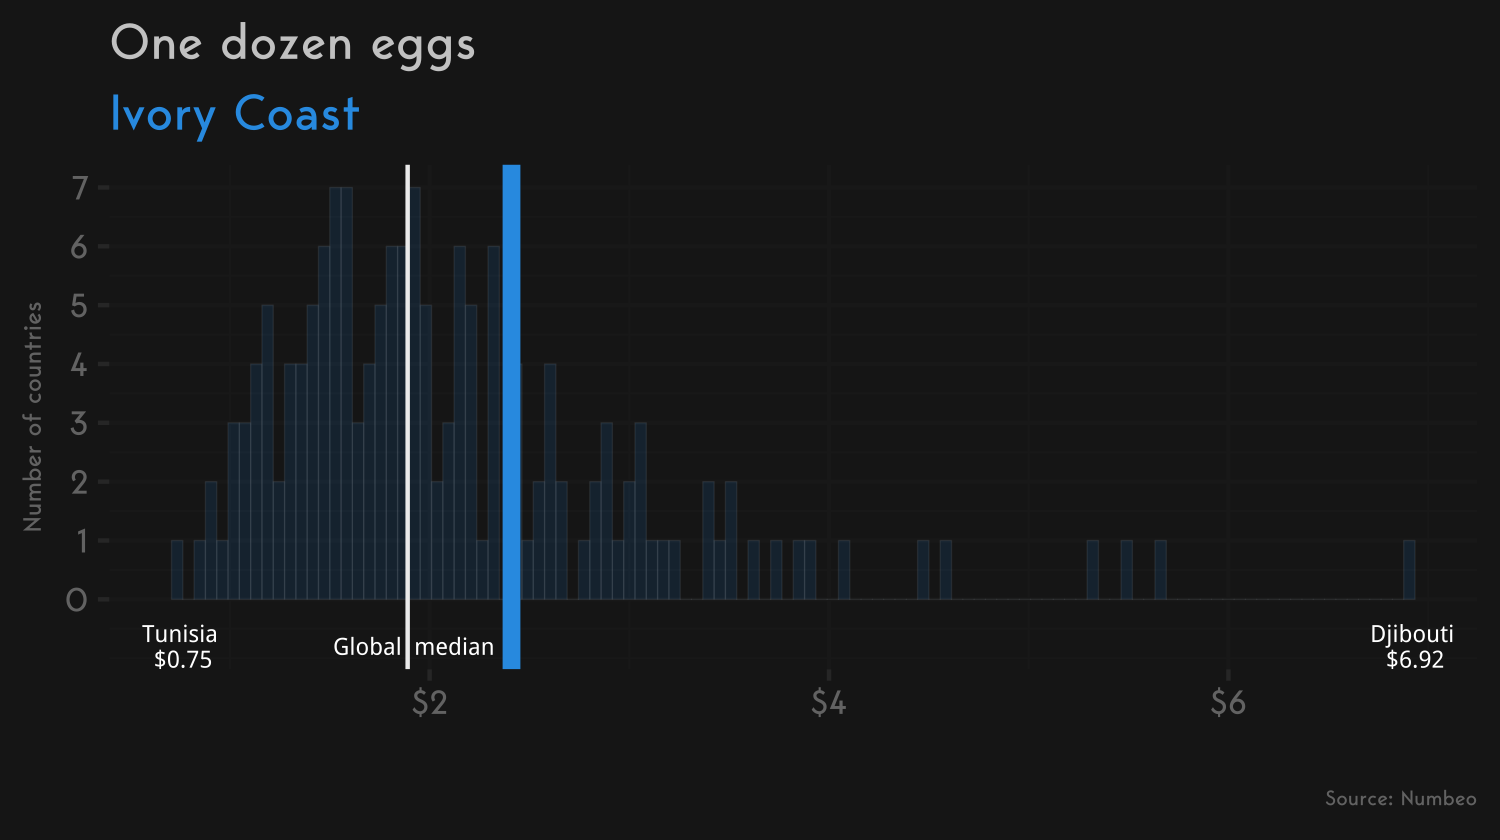 One dozen eggs
Ivory Coast
Number of countries
7
6
5
4
3
2
1
0
Tunisia
$0.75
Global median
Djibouti
$6.92
$2 $4 $6
Source: Numbeo